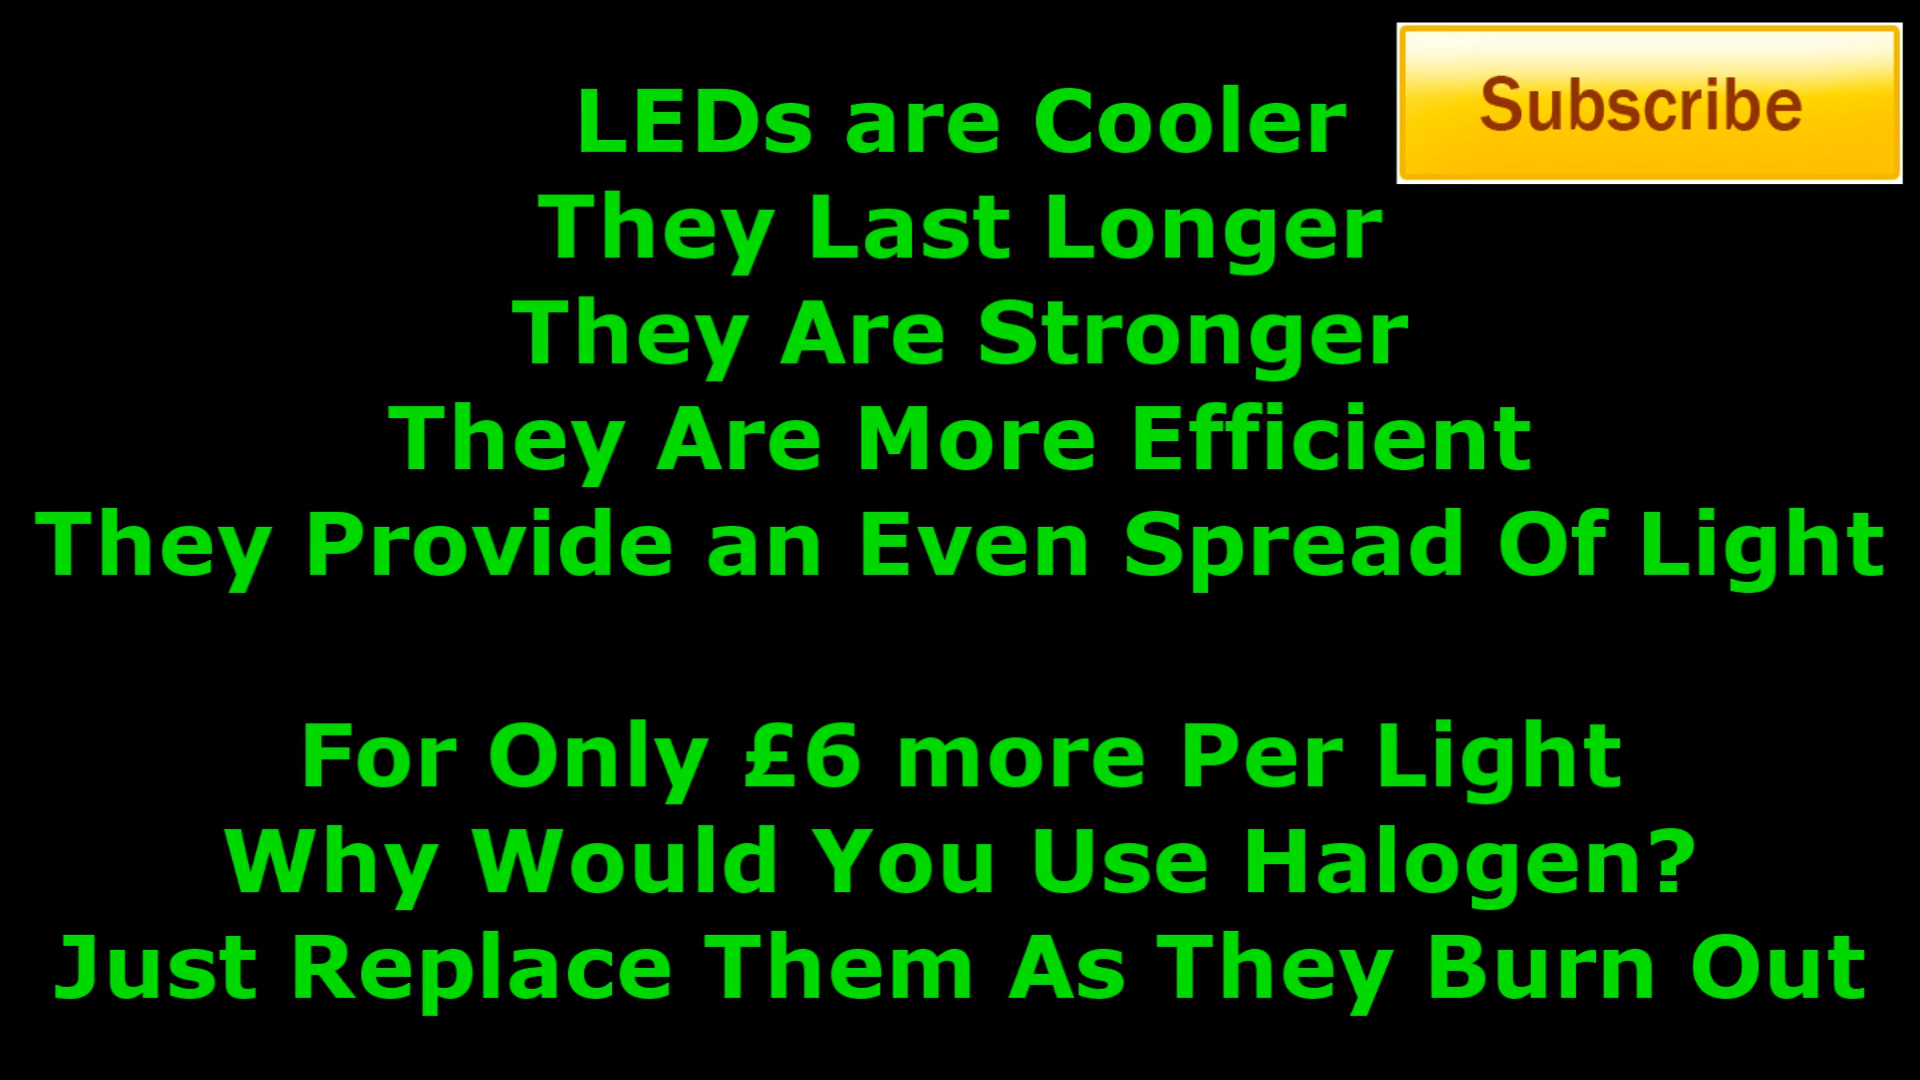 LEDs are Cooler
Subscribe
They Last Longer
They Are Stronger
They Are More Efficient
They Provide an Even Spread Of Light
For Only £6 more Per Light
Why Would You Use Halogen?
Just Replace Them As They Burn Out